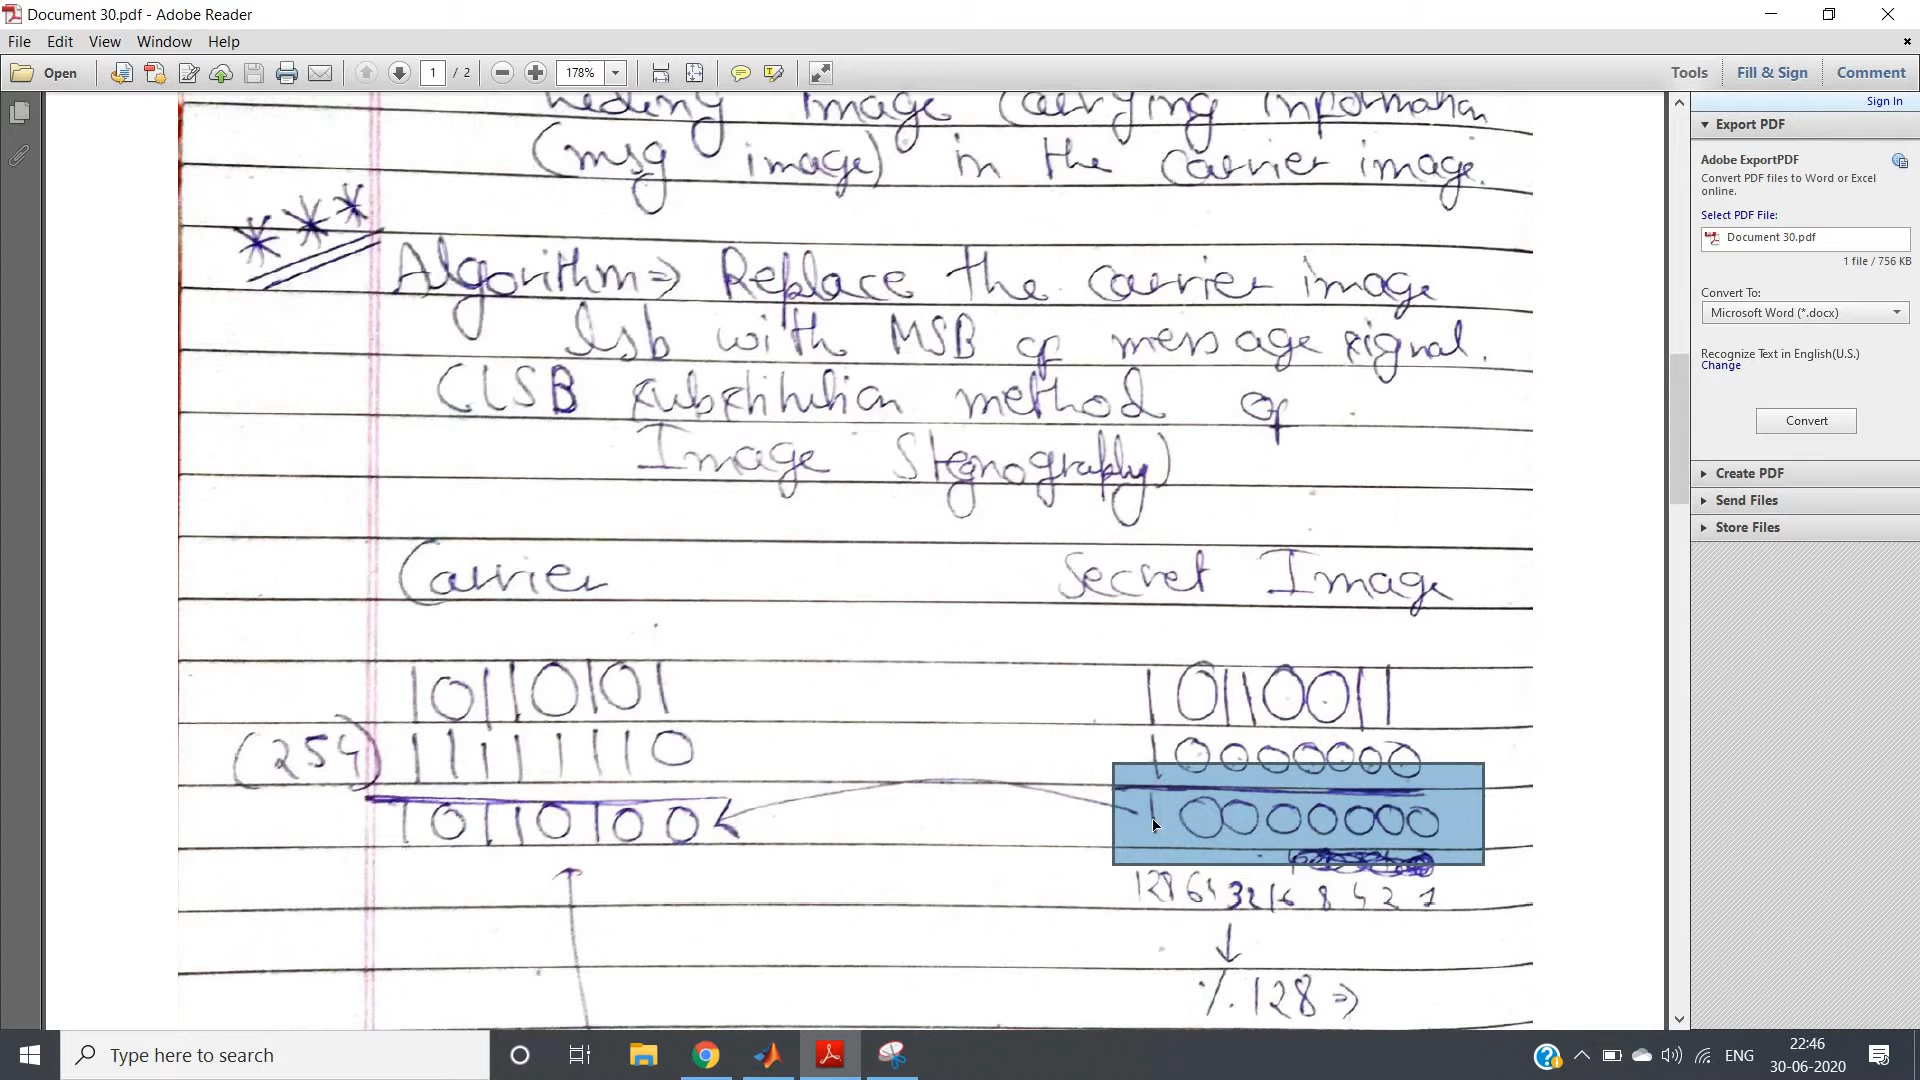 Document 30.pdf - Adobe Reader
File Edit View Window Help
Open 1 / 2 178% Tools Fill & Sign Comment
Sign In
heding image carrying information
(msg image) in the carrier image.
*** Algorithm => Replace the carrier image
lsb with MSB of message signal.
(LSB substitution method of
Image Stegnography)
Carrier Secret Image
10110101 10110011
(254) 11111110 10000000
10110100 10000000
128 64 32 16 8 4 2 1
% 128 =>
Export PDF
Adobe ExportPDF
Convert PDF files to Word or Excel
online.
Select PDF File:
Document 30.pdf
1 file / 756 KB
Convert To:
Microsoft Word (*.docx)
Recognize Text in English(U.S.)
Change
Convert
Create PDF
Send Files
Store Files
Type here to search
ENG
22:46
30-06-2020